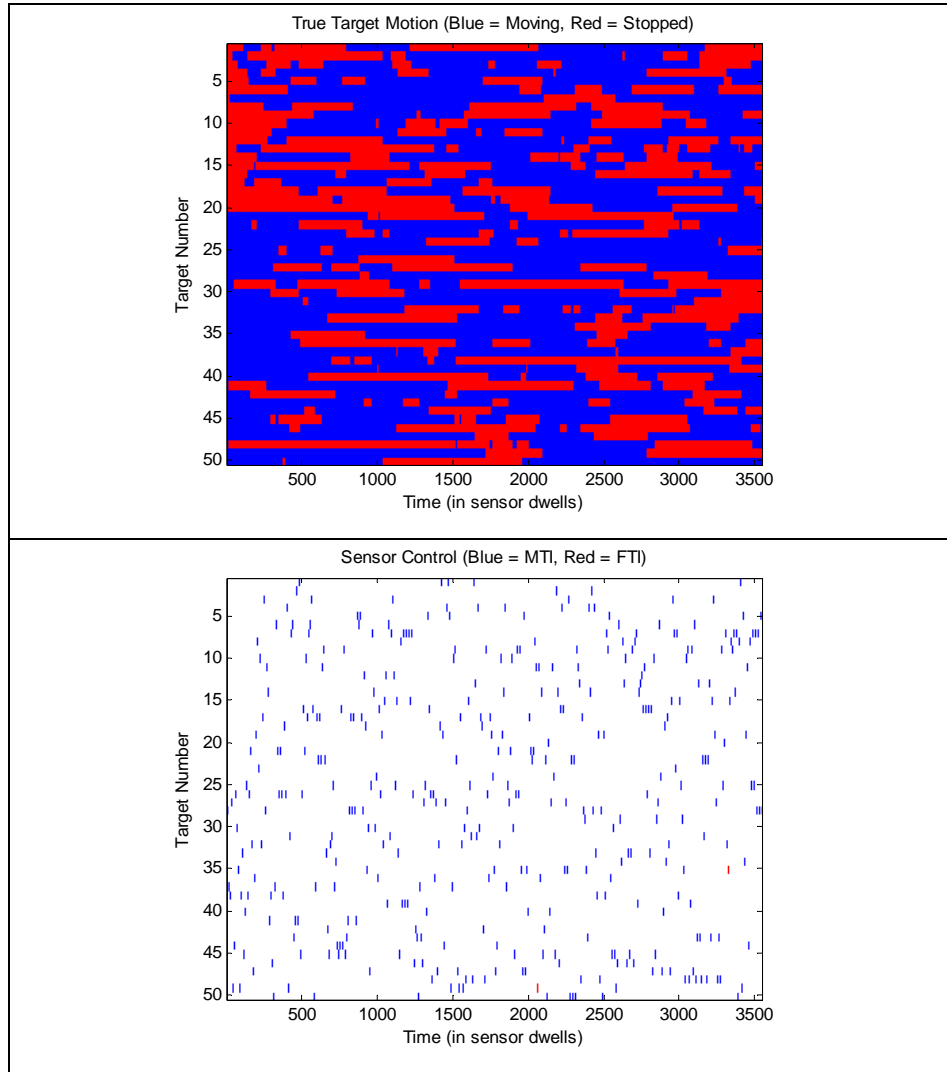 True Target Motion (Blue = Moving, Red = Stopped)
5
10
15
20
25
30
35
40
45
50
Target Number
500 1000 1500 2000 2500 3000 3500
Time (in sensor dwells)
Sensor Control (Blue = MTI, Red = FTI)
5
10
15
20
25
30
35
40
45
50
Target Number
500 1000 1500 2000 2500 3000 3500
Time (in sensor dwells)